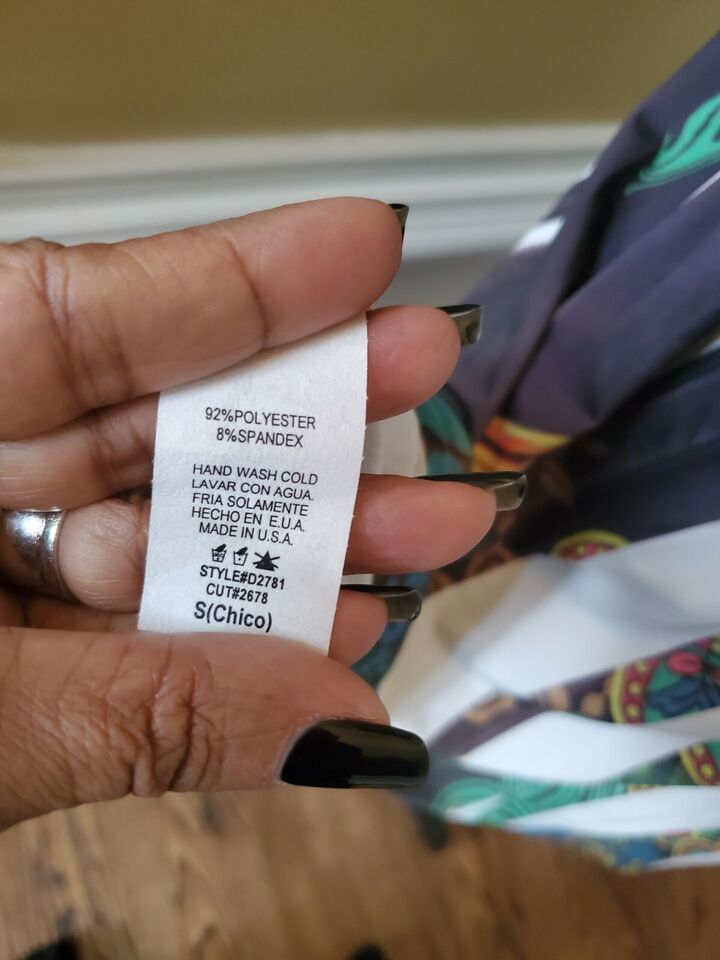 92%POLYESTER
8%SPANDEX
HAND WASH COLD
LAVAR CON AGUA.
FRIA SOLAMENTE
HECHO EN E.U.A.
MADE IN U.S.A.
STYLE#D2781
CUT#2678
S(Chico)